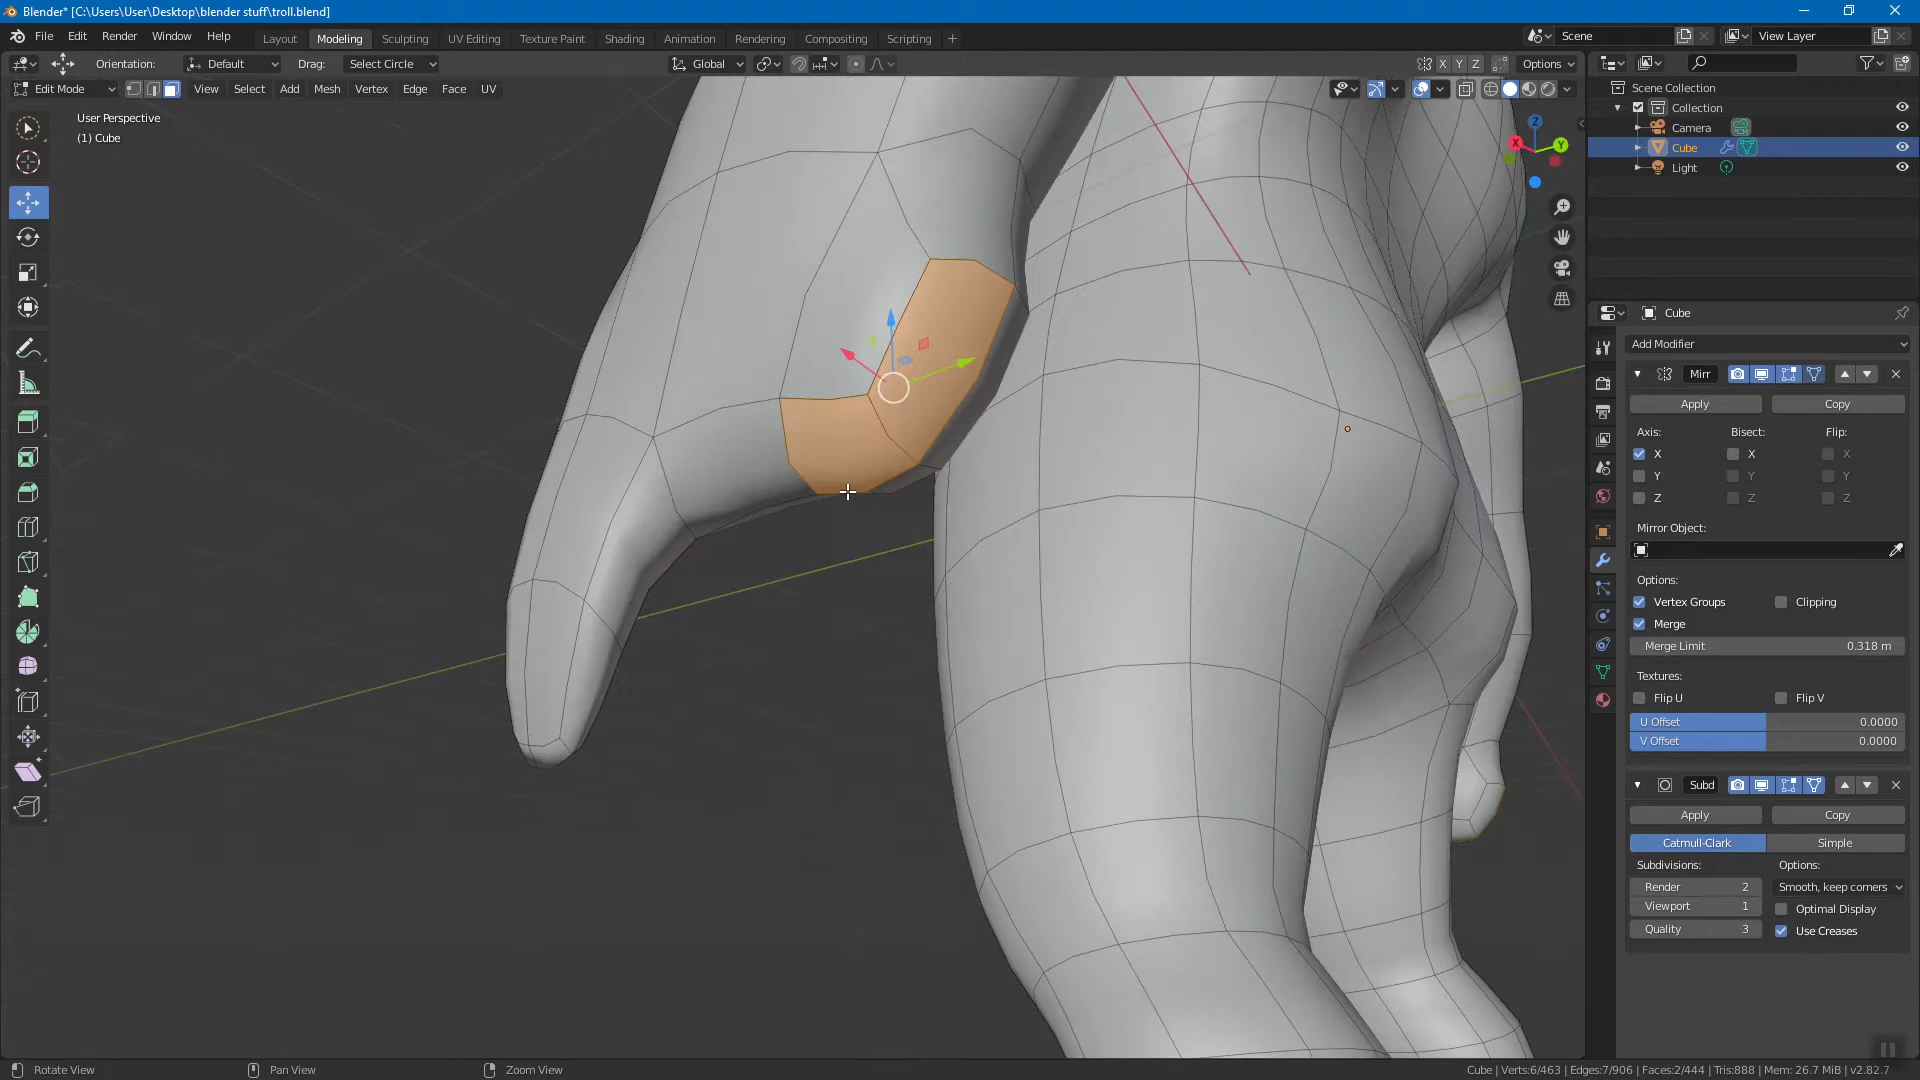 Blender* [C:\Users\User\Desktop\blender stuff\troll.blend]
File Edit Render Window Help
Layout Modeling Sculpting UV Editing Texture Paint Shading Animation Rendering Compositing Scripting +
Scene View Layer
Orientation: Default Drag: Select Circle Global X Y Z Options
Edit Mode View Select Add Mesh Vertex Edge Face UV
User Perspective
(1) Cube
Z
X
Y
Scene Collection
Collection
Camera
Cube
Light
Cube
Add Modifier
Mirr
Apply Copy
Axis: Bisect: Flip:
X X X
Y Y Y
Z Z Z
Mirror Object:
Options:
Vertex Groups Clipping
Merge
Merge Limit 0.318 m
Textures:
Flip U Flip V
U Offset 0.0000
V Offset 0.0000
Subd
Apply Copy
Catmull-Clark Simple
Subdivisions: Options:
Render 2 Smooth, keep corners
Viewport 1 Optimal Display
Quality 3 Use Creases
Rotate View Pan View Zoom View
Cube | Verts:6/463 | Edges:7/906 | Faces:2/444 | Tris:888 | Mem: 26.7 MiB | v2.82.7